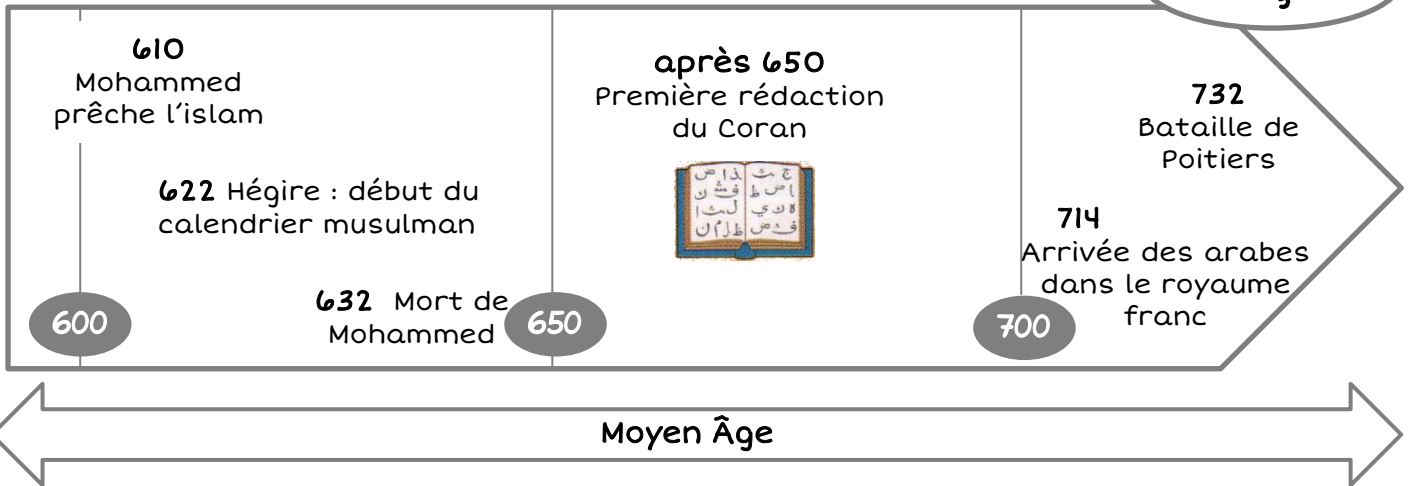 610
Mohammed
prêche l’islam
622 Hégire : début du
calendrier musulman
632 Mort de
Mohammed
après 650
Première rédaction
du Coran
732
Bataille de
Poitiers
714
Arrivée des arabes
dans le royaume
franc
600
650
700
Moyen Âge